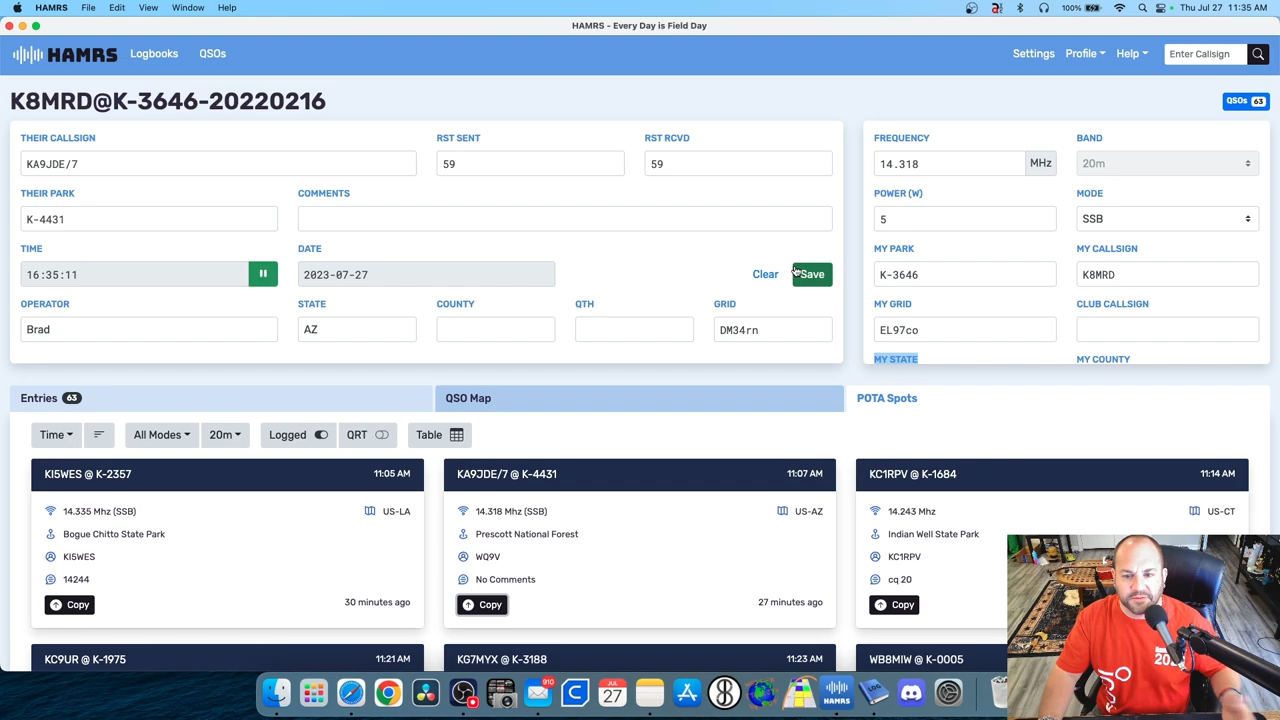 HAMRS File Edit View Window Help 100% Thu Jul 27 11:35 AM
HAMRS - Every Day is Field Day
HAMRS Logbooks QSOs Settings Profile Help Enter Callsign
K8MRD@K-3646-20220216 QSOs 63
THEIR CALLSIGN RST SENT RST RCVD FREQUENCY BAND
KA9JDE/7 59 59 14.318 MHz 20m
THEIR PARK COMMENTS POWER (W) MODE
K-4431 5 SSB
TIME DATE MY PARK MY CALLSIGN
16:35:11 2023-07-27 Clear Save K-3646 K8MRD
OPERATOR STATE COUNTY QTH GRID MY GRID CLUB CALLSIGN
Brad AZ DM34rn EL97co
MY STATE MY COUNTY
Entries 63 QSO Map POTA Spots
Time All Modes 20m Logged QRT Table
KI5WES @ K-2357 11:05 AM KA9JDE/7 @ K-4431 11:07 AM KC1RPV @ K-1684 11:14 AM
14.335 Mhz (SSB) US-LA 14.318 Mhz (SSB) US-AZ 14.243 Mhz US-CT
Bogue Chitto State Park Prescott National Forest Indian Well State Park
KI5WES WQ9V KC1RPV
14244 No Comments cq 20
Copy 30 minutes ago Copy 27 minutes ago Copy
KC9UR @ K-1975 11:21 AM KG7MYX @ K-3188 11:23 AM WB8MIW @ K-0005
910 JUL 27 HAMRS LOG